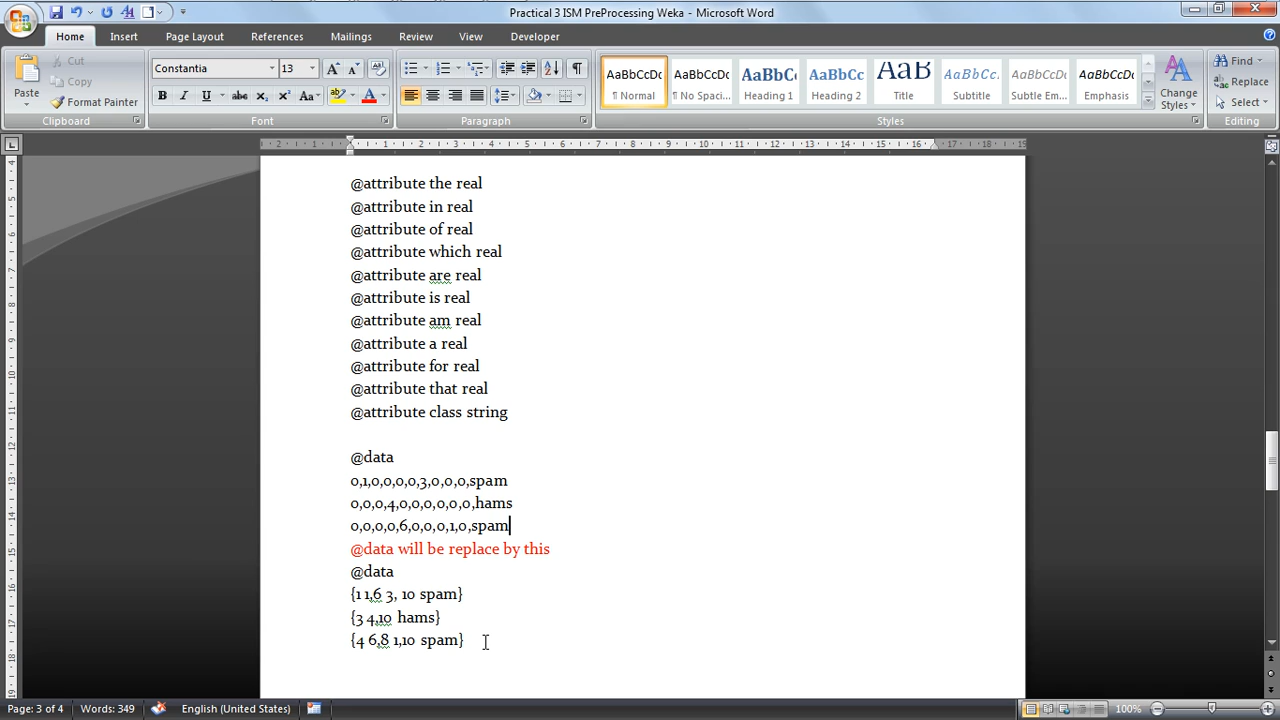 Practical 3 ISM PreProcessing Weka - Microsoft Word
Home Insert Page Layout References Mailings Review View Developer
Paste
Cut
Copy
Format Painter
Clipboard
Constantia 13
Font
Paragraph
AaBbCcDc AaBbCcDc AaBbC AaBbCc AaB AaBbCc. AaBbCcDc AaBbCcDc
¶ Normal ¶ No Spaci... Heading 1 Heading 2 Title Subtitle Subtle Em... Emphasis
Styles
Change Styles
Find
Replace
Select
Editing
@attribute the real
@attribute in real
@attribute of real
@attribute which real
@attribute are real
@attribute is real
@attribute am real
@attribute a real
@attribute for real
@attribute that real
@attribute class string
@data
0,1,0,0,0,0,3,0,0,0,spam
0,0,0,4,0,0,0,0,0,0,hams
0,0,0,0,6,0,0,0,1,0,spam
@data will be replace by this
@data
{1 1,6 3, 10 spam}
{3 4,10 hams}
{4 6,8 1,10 spam}
Page: 3 of 4 Words: 349 English (United States) 100%